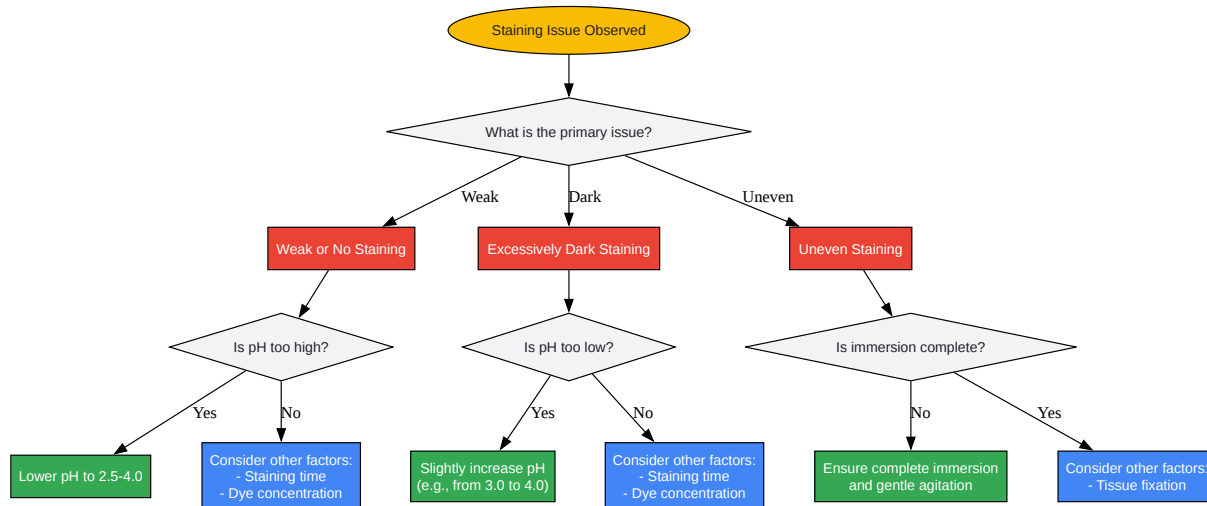 Staining Issue Observed
What is the primary issue?
Weak
Dark
Uneven
Weak or No Staining
Excessively Dark Staining
Uneven Staining
Is pH too high?
Is pH too low?
Is immersion complete?
Yes
No
Yes
No
No
Yes
Lower pH to 2.5-4.0
Consider other factors:
- Staining time
- Dye concentration
Slightly increase pH
(e.g., from 3.0 to 4.0)
Consider other factors:
- Staining time
- Dye concentration
Ensure complete immersion
and gentle agitation
Consider other factors:
- Tissue fixation